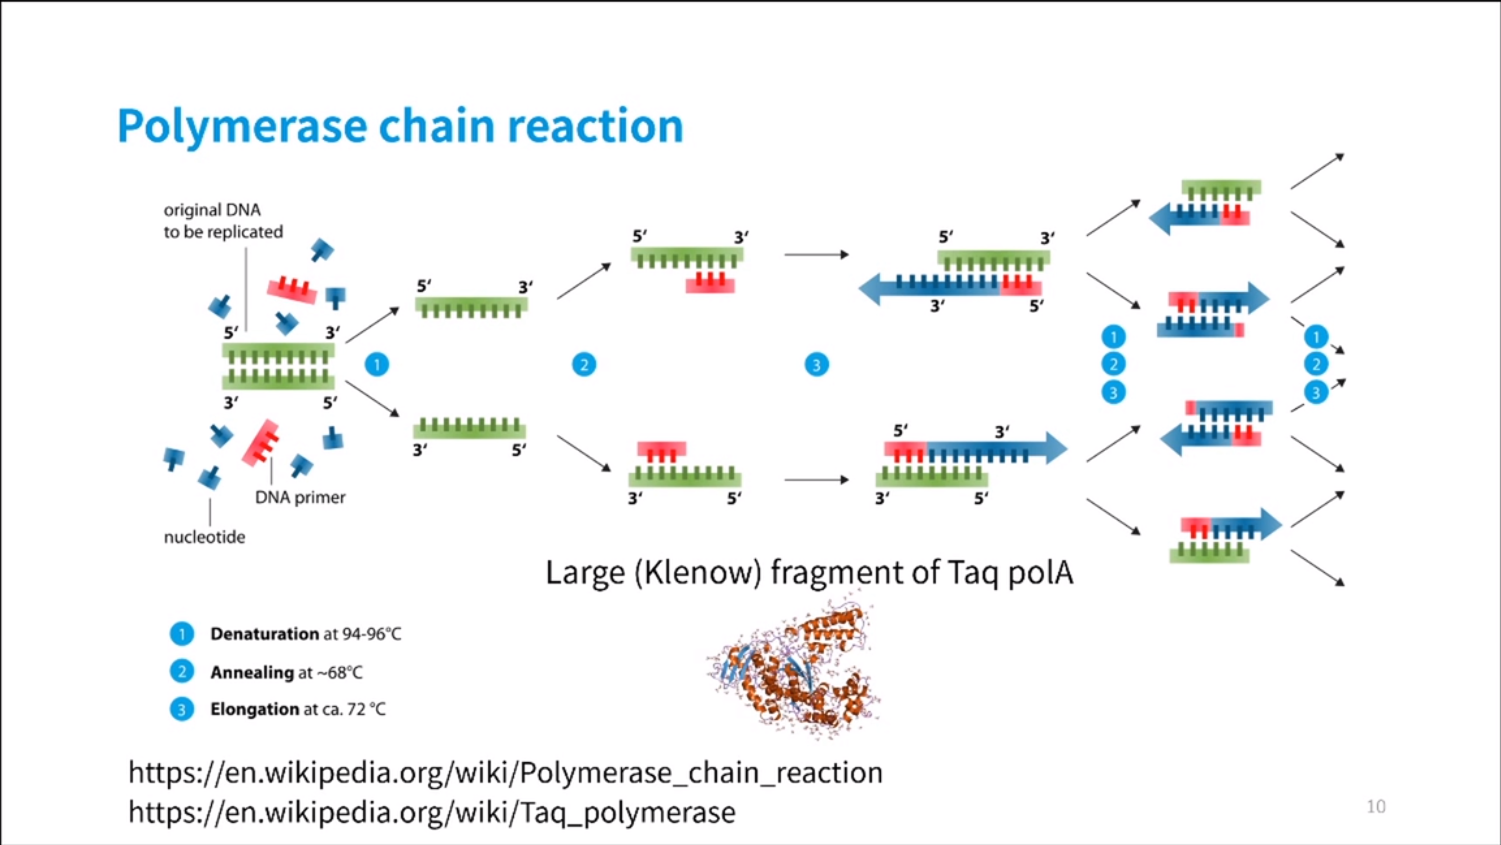 Polymerase chain reaction
original DNA
to be replicated
5‘ 3‘
3‘ 5‘
DNA primer
nucleotide
1
5‘ 3‘
3‘ 5‘
2
5‘ 3‘
3‘ 5‘
3
5‘ 3‘
3‘ 5‘
5‘ 3‘
3‘ 5‘
1
2
3
1
2
3
Large (Klenow) fragment of Taq polA
1 Denaturation at 94-96°C
2 Annealing at ~68°C
3 Elongation at ca. 72 °C
https://en.wikipedia.org/wiki/Polymerase_chain_reaction
https://en.wikipedia.org/wiki/Taq_polymerase
10